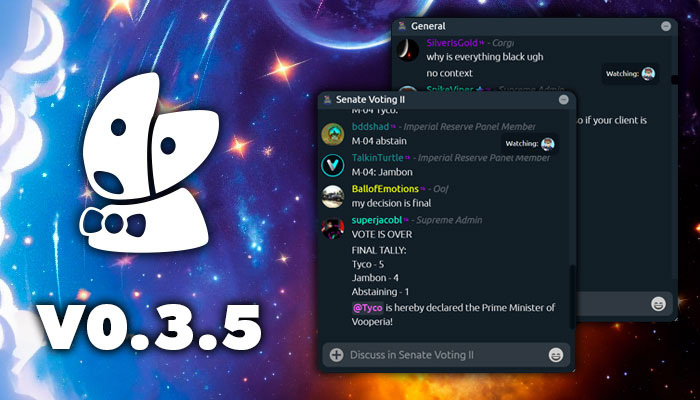 V0.3.5
General
SilverIsGold - Corgi
why is everything black ugh
no context
Watching:
SpikeViper - Supreme Admin
so if your client is
Senate Voting II
M-04 Tyco.
bddshad - Imperial Reserve Panel Member
M-04 abstain
Watching:
TalkinTurtle - Imperial Reserve Panel Member
M-04: Jambon
BallofEmotions - Oof
my decision is final
superjacobl - Supreme Admin
VOTE IS OVER
FINAL TALLY:
Tyco - 5
Jambon - 4
Abstaining - 1
@Tyco is hereby declared the Prime Minister of
Vooperia!
Discuss in Senate Voting II